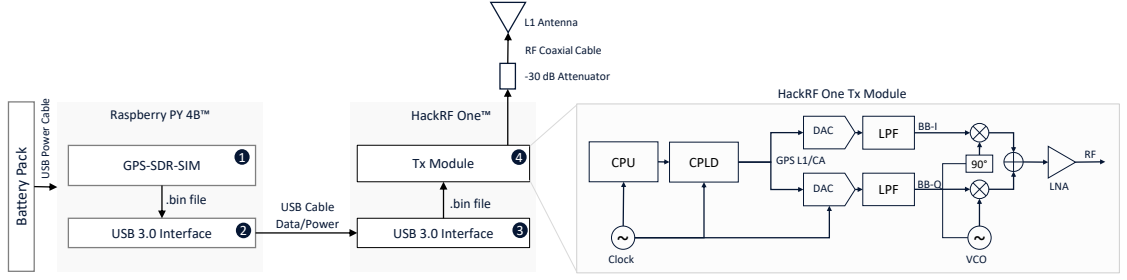 L1 Antenna
RF Coaxial Cable
-30 dB Attenuator
Battery Pack
USB Power Cable
Raspberry PY 4B™
GPS-SDR-SIM
1
.bin file
USB 3.0 Interface
2
USB Cable
Data/Power
HackRF One™
Tx Module
4
.bin file
USB 3.0 Interface
3
HackRF One Tx Module
CPU
CPLD
GPS L1/CA
DAC
LPF
BB-I
DAC
LPF
BB-Q
90°
LNA
RF
~
Clock
~
VCO